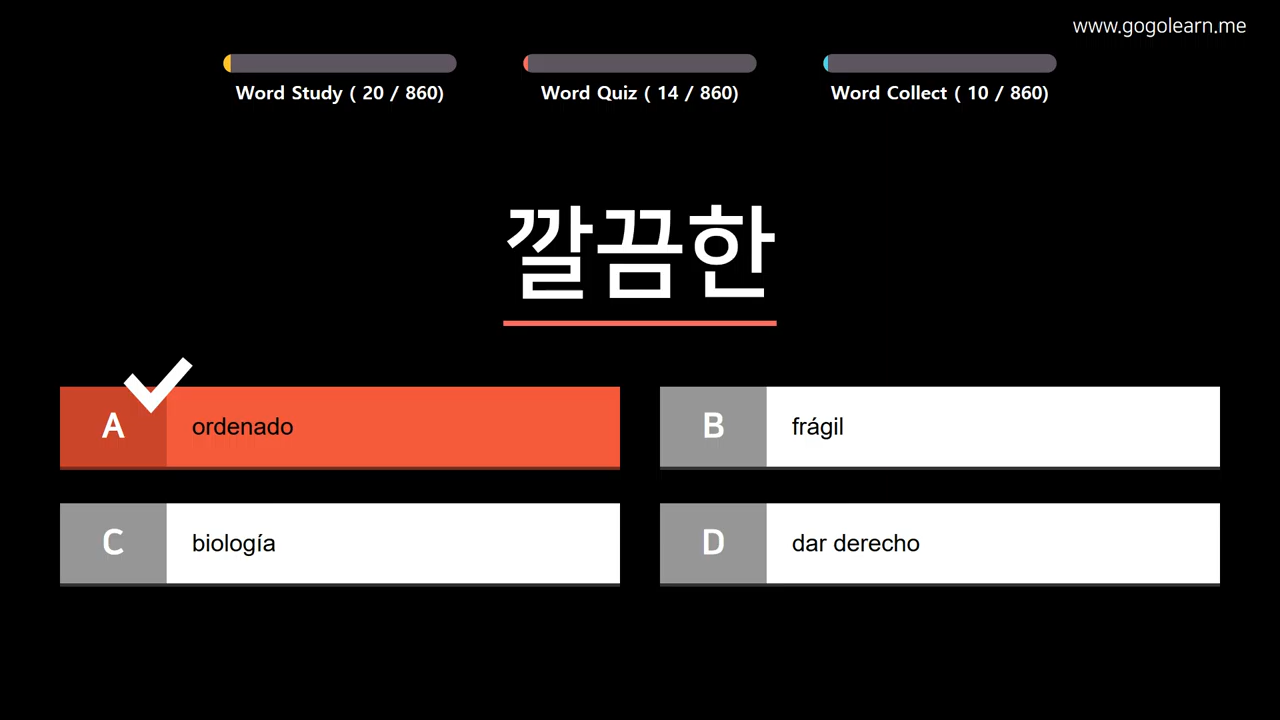 www.gogolearn.me
Word Study ( 20 / 860)
Word Quiz ( 14 / 860)
Word Collect ( 10 / 860)
깔끔한
A ordenado
B frágil
C biología
D dar derecho